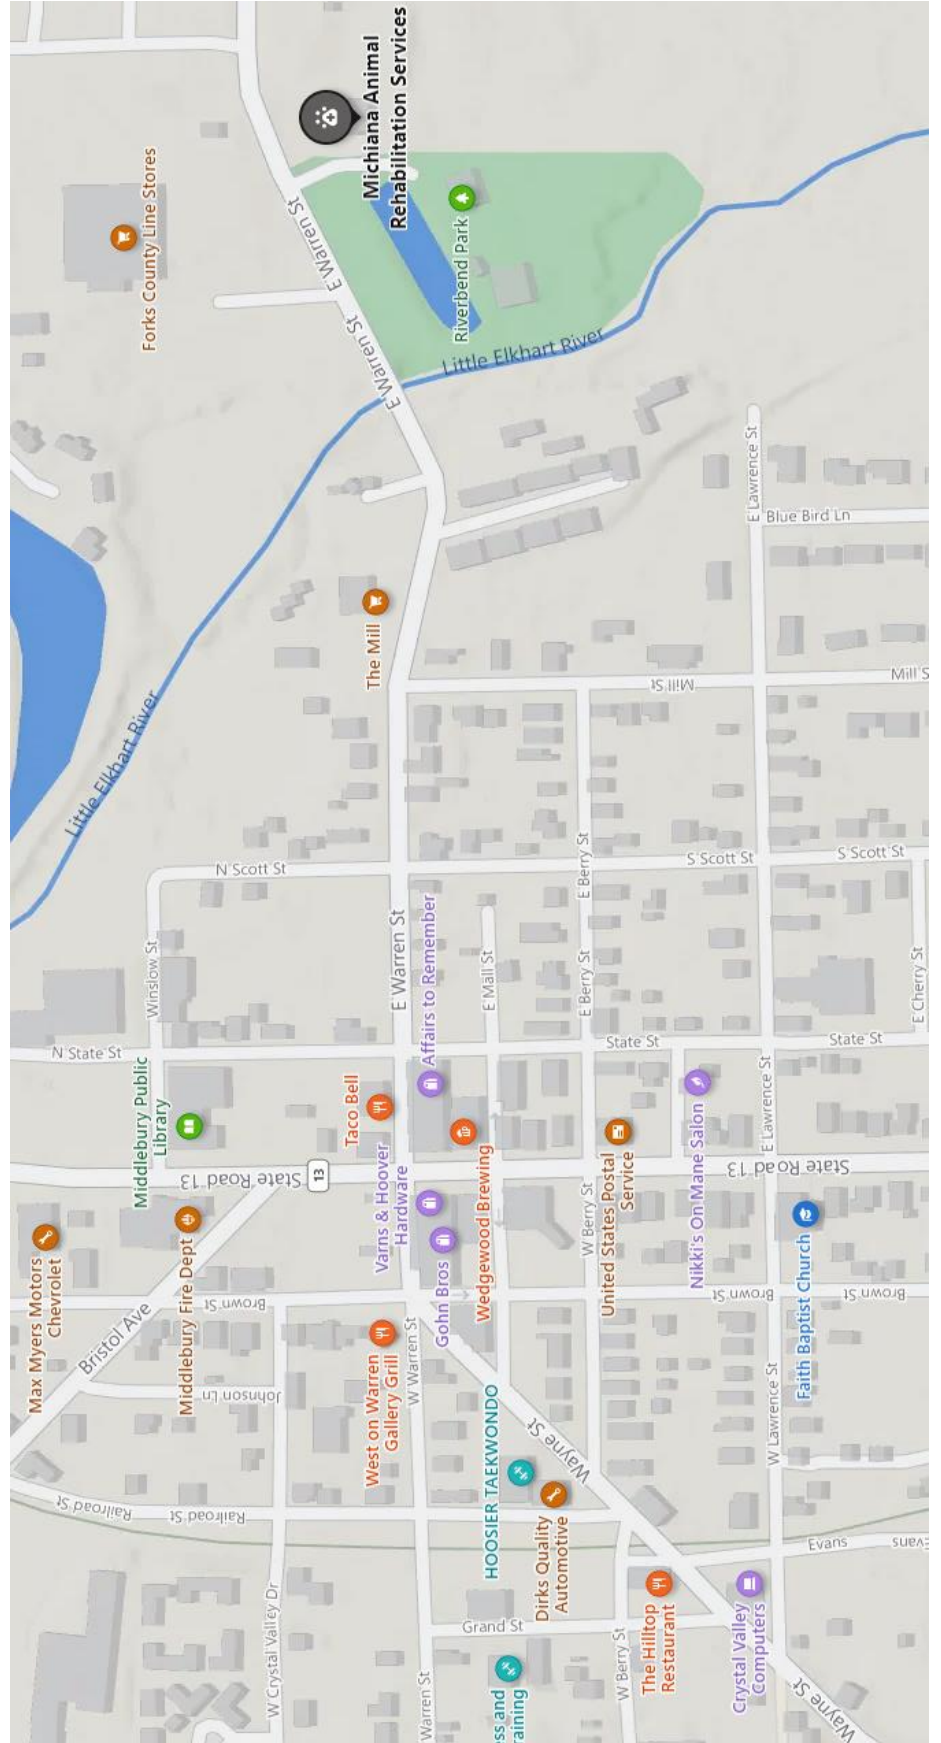 Max Myers Motors
Chevrolet
Bristol Ave
Railroad St
Railroad St
N State St
Little Elkhart River
Middlebury Public
Library
Forks County Line Stores
Winslow St
Middlebury Fire Dept
Johnson Ln
Brown St
State Road 13
State Road 13
13
N Scott St
W Crystal Valley Dr
E Warren St
E Warren St
E Warren St
Michiana Animal
Rehabilitation Services
The Mill
Taco Bell
Varns & Hoover
Hardware
West on Warren
Gallery Grill
W Warren St
Warren St
E Warren St
Affairs to Remember
Gohn Bros
Riverbend Park
Little Elkhart River
Wedgewood Brewing
E Mall St
HOOSIER TAEKWONDO
Grand St
ss and
raining
Dirks Quality
Automotive
Wayne St
W Berry St
E Berry St
E Berry St
W Berry St
United States Postal
Service
State St
Mill St
The Hilltop
Restaurant
Nikki's On Mane Salon
S Scott St
Brown St
Crystal Valley
Computers
E Lawrence St
E Lawrence St
W Lawrence St
Blue Bird Ln
Faith Baptist Church
State Road 13
Wayne St
Evans
State St
S Scott St
Brown St
Mill S
E Cherry St
Evans